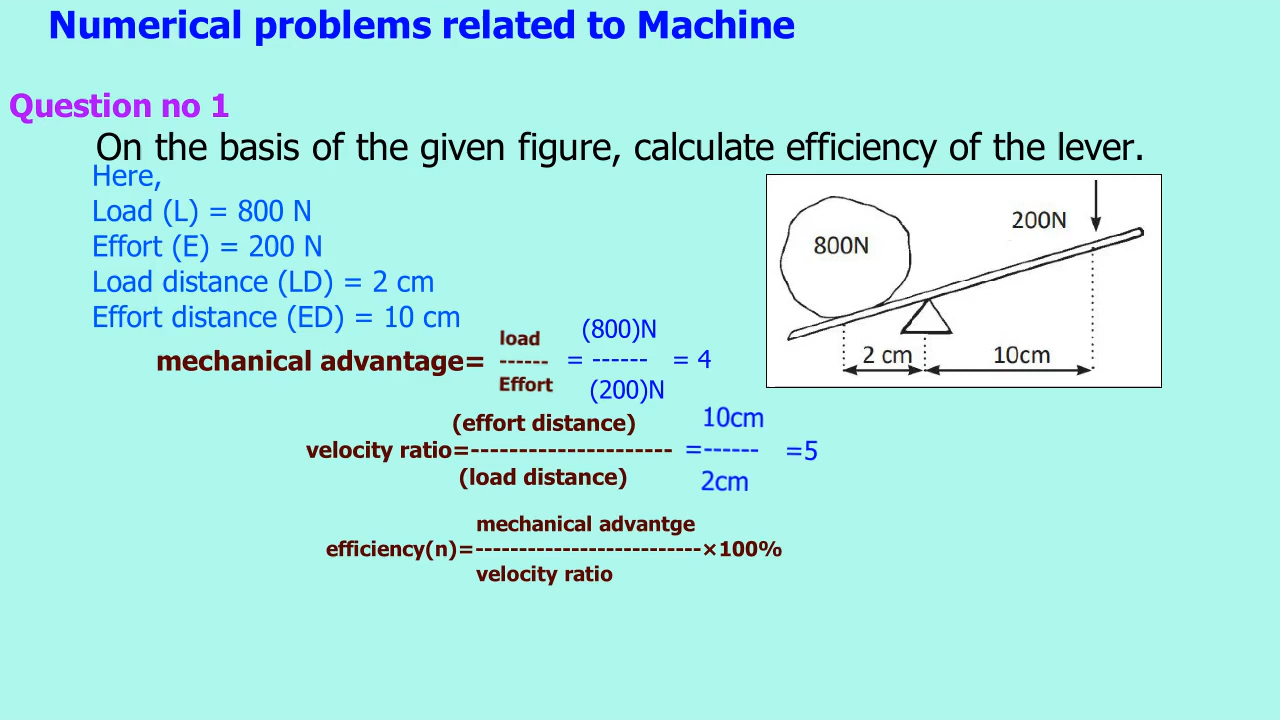 Numerical problems related to Machine
Question no 1
On the basis of the given figure, calculate efficiency of the lever.
Here,
Load (L) = 800 N
Effort (E) = 200 N
Load distance (LD) = 2 cm
Effort distance (ED) = 10 cm
800N
200N
2 cm
10cm
load (800)N
mechanical advantage= ------ = ------ = 4
Effort (200)N
(effort distance) 10cm
velocity ratio=--------------------- =------ =5
(load distance) 2cm
mechanical advantge
efficiency(n)=--------------------------×100%
velocity ratio